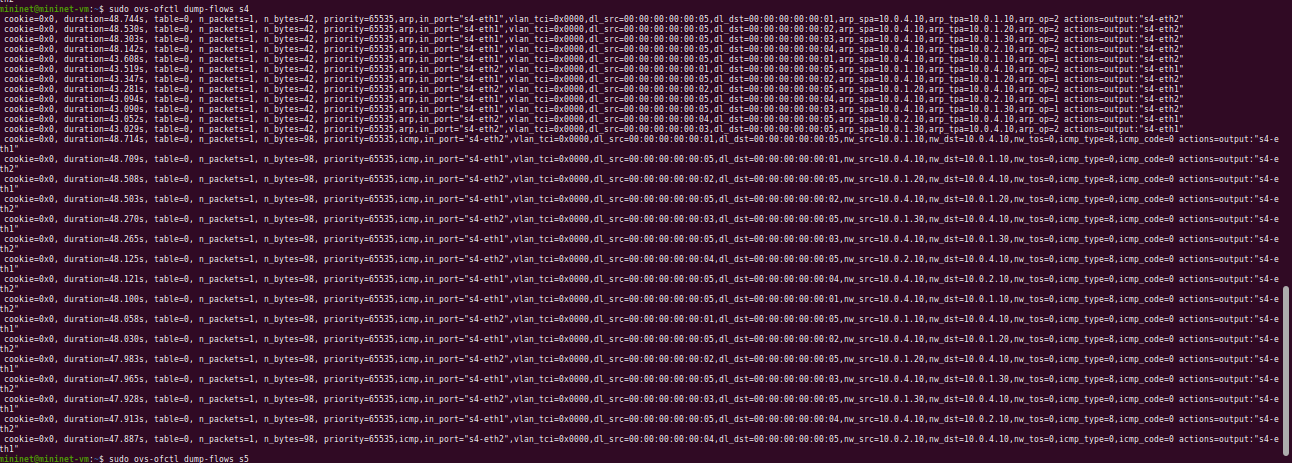 mininet@mininet-vm:~$ sudo ovs-ofctl dump-flows s4
cookie=0x0, duration=48.744s, table=0, n_packets=1, n_bytes=42, priority=65535,arp,in_port="s4-eth1",vlan_tci=0x0000,dl_src=00:00:00:00:00:05,dl_dst=00:00:00:00:00:01,arp_spa=10.0.4.10,arp_tpa=10.0.1.10,arp_op=2 actions=output:"s4-eth2"
cookie=0x0, duration=48.530s, table=0, n_packets=1, n_bytes=42, priority=65535,arp,in_port="s4-eth1",vlan_tci=0x0000,dl_src=00:00:00:00:00:05,dl_dst=00:00:00:00:00:02,arp_spa=10.0.4.10,arp_tpa=10.0.1.20,arp_op=2 actions=output:"s4-eth2"
cookie=0x0, duration=48.303s, table=0, n_packets=1, n_bytes=42, priority=65535,arp,in_port="s4-eth1",vlan_tci=0x0000,dl_src=00:00:00:00:00:05,dl_dst=00:00:00:00:00:03,arp_spa=10.0.4.10,arp_tpa=10.0.1.30,arp_op=2 actions=output:"s4-eth2"
cookie=0x0, duration=48.142s, table=0, n_packets=1, n_bytes=42, priority=65535,arp,in_port="s4-eth1",vlan_tci=0x0000,dl_src=00:00:00:00:00:05,dl_dst=00:00:00:00:00:04,arp_spa=10.0.4.10,arp_tpa=10.0.2.10,arp_op=2 actions=output:"s4-eth2"
cookie=0x0, duration=43.608s, table=0, n_packets=1, n_bytes=42, priority=65535,arp,in_port="s4-eth1",vlan_tci=0x0000,dl_src=00:00:00:00:00:05,dl_dst=00:00:00:00:00:01,arp_spa=10.0.4.10,arp_tpa=10.0.1.10,arp_op=1 actions=output:"s4-eth2"
cookie=0x0, duration=43.519s, table=0, n_packets=1, n_bytes=42, priority=65535,arp,in_port="s4-eth2",vlan_tci=0x0000,dl_src=00:00:00:00:00:01,dl_dst=00:00:00:00:00:05,arp_spa=10.0.1.10,arp_tpa=10.0.4.10,arp_op=2 actions=output:"s4-eth1"
cookie=0x0, duration=43.347s, table=0, n_packets=1, n_bytes=42, priority=65535,arp,in_port="s4-eth1",vlan_tci=0x0000,dl_src=00:00:00:00:00:05,dl_dst=00:00:00:00:00:02,arp_spa=10.0.4.10,arp_tpa=10.0.1.20,arp_op=1 actions=output:"s4-eth2"
cookie=0x0, duration=43.281s, table=0, n_packets=1, n_bytes=42, priority=65535,arp,in_port="s4-eth2",vlan_tci=0x0000,dl_src=00:00:00:00:00:02,dl_dst=00:00:00:00:00:05,arp_spa=10.0.1.20,arp_tpa=10.0.4.10,arp_op=2 actions=output:"s4-eth1"
cookie=0x0, duration=43.094s, table=0, n_packets=1, n_bytes=42, priority=65535,arp,in_port="s4-eth1",vlan_tci=0x0000,dl_src=00:00:00:00:00:05,dl_dst=00:00:00:00:00:04,arp_spa=10.0.4.10,arp_tpa=10.0.2.10,arp_op=1 actions=output:"s4-eth2"
cookie=0x0, duration=43.090s, table=0, n_packets=1, n_bytes=42, priority=65535,arp,in_port="s4-eth1",vlan_tci=0x0000,dl_src=00:00:00:00:00:05,dl_dst=00:00:00:00:00:03,arp_spa=10.0.4.10,arp_tpa=10.0.1.30,arp_op=1 actions=output:"s4-eth2"
cookie=0x0, duration=43.052s, table=0, n_packets=1, n_bytes=42, priority=65535,arp,in_port="s4-eth2",vlan_tci=0x0000,dl_src=00:00:00:00:00:04,dl_dst=00:00:00:00:00:05,arp_spa=10.0.2.10,arp_tpa=10.0.4.10,arp_op=2 actions=output:"s4-eth1"
cookie=0x0, duration=43.029s, table=0, n_packets=1, n_bytes=42, priority=65535,arp,in_port="s4-eth2",vlan_tci=0x0000,dl_src=00:00:00:00:00:03,dl_dst=00:00:00:00:00:05,arp_spa=10.0.1.30,arp_tpa=10.0.4.10,arp_op=2 actions=output:"s4-eth1"
cookie=0x0, duration=48.714s, table=0, n_packets=1, n_bytes=98, priority=65535,icmp,in_port="s4-eth2",vlan_tci=0x0000,dl_src=00:00:00:00:00:01,dl_dst=00:00:00:00:00:05,nw_src=10.0.1.10,nw_dst=10.0.4.10,nw_tos=0,icmp_type=8,icmp_code=0 actions=output:"s4-e
th1"
cookie=0x0, duration=48.709s, table=0, n_packets=1, n_bytes=98, priority=65535,icmp,in_port="s4-eth1",vlan_tci=0x0000,dl_src=00:00:00:00:00:05,dl_dst=00:00:00:00:00:01,nw_src=10.0.4.10,nw_dst=10.0.1.10,nw_tos=0,icmp_type=0,icmp_code=0 actions=output:"s4-e
th2"
cookie=0x0, duration=48.508s, table=0, n_packets=1, n_bytes=98, priority=65535,icmp,in_port="s4-eth2",vlan_tci=0x0000,dl_src=00:00:00:00:00:02,dl_dst=00:00:00:00:00:05,nw_src=10.0.1.20,nw_dst=10.0.4.10,nw_tos=0,icmp_type=8,icmp_code=0 actions=output:"s4-e
th1"
cookie=0x0, duration=48.503s, table=0, n_packets=1, n_bytes=98, priority=65535,icmp,in_port="s4-eth1",vlan_tci=0x0000,dl_src=00:00:00:00:00:05,dl_dst=00:00:00:00:00:02,nw_src=10.0.4.10,nw_dst=10.0.1.20,nw_tos=0,icmp_type=0,icmp_code=0 actions=output:"s4-e
th2"
cookie=0x0, duration=48.270s, table=0, n_packets=1, n_bytes=98, priority=65535,icmp,in_port="s4-eth2",vlan_tci=0x0000,dl_src=00:00:00:00:00:03,dl_dst=00:00:00:00:00:05,nw_src=10.0.1.30,nw_dst=10.0.4.10,nw_tos=0,icmp_type=8,icmp_code=0 actions=output:"s4-e
th1"
cookie=0x0, duration=48.265s, table=0, n_packets=1, n_bytes=98, priority=65535,icmp,in_port="s4-eth1",vlan_tci=0x0000,dl_src=00:00:00:00:00:05,dl_dst=00:00:00:00:00:03,nw_src=10.0.4.10,nw_dst=10.0.1.30,nw_tos=0,icmp_type=0,icmp_code=0 actions=output:"s4-e
th2"
cookie=0x0, duration=48.125s, table=0, n_packets=1, n_bytes=98, priority=65535,icmp,in_port="s4-eth2",vlan_tci=0x0000,dl_src=00:00:00:00:00:04,dl_dst=00:00:00:00:00:05,nw_src=10.0.2.10,nw_dst=10.0.4.10,nw_tos=0,icmp_type=8,icmp_code=0 actions=output:"s4-e
th1"
cookie=0x0, duration=48.121s, table=0, n_packets=1, n_bytes=98, priority=65535,icmp,in_port="s4-eth1",vlan_tci=0x0000,dl_src=00:00:00:00:00:05,dl_dst=00:00:00:00:00:04,nw_src=10.0.4.10,nw_dst=10.0.2.10,nw_tos=0,icmp_type=0,icmp_code=0 actions=output:"s4-e
th2"
cookie=0x0, duration=48.100s, table=0, n_packets=1, n_bytes=98, priority=65535,icmp,in_port="s4-eth1",vlan_tci=0x0000,dl_src=00:00:00:00:00:05,dl_dst=00:00:00:00:00:01,nw_src=10.0.4.10,nw_dst=10.0.1.10,nw_tos=0,icmp_type=8,icmp_code=0 actions=output:"s4-e
th2"
cookie=0x0, duration=48.058s, table=0, n_packets=1, n_bytes=98, priority=65535,icmp,in_port="s4-eth2",vlan_tci=0x0000,dl_src=00:00:00:00:00:01,dl_dst=00:00:00:00:00:05,nw_src=10.0.1.10,nw_dst=10.0.4.10,nw_tos=0,icmp_type=0,icmp_code=0 actions=output:"s4-e
th1"
cookie=0x0, duration=48.030s, table=0, n_packets=1, n_bytes=98, priority=65535,icmp,in_port="s4-eth1",vlan_tci=0x0000,dl_src=00:00:00:00:00:05,dl_dst=00:00:00:00:00:02,nw_src=10.0.4.10,nw_dst=10.0.1.20,nw_tos=0,icmp_type=8,icmp_code=0 actions=output:"s4-e
th2"
cookie=0x0, duration=47.983s, table=0, n_packets=1, n_bytes=98, priority=65535,icmp,in_port="s4-eth2",vlan_tci=0x0000,dl_src=00:00:00:00:00:02,dl_dst=00:00:00:00:00:05,nw_src=10.0.1.20,nw_dst=10.0.4.10,nw_tos=0,icmp_type=0,icmp_code=0 actions=output:"s4-e
th1"
cookie=0x0, duration=47.965s, table=0, n_packets=1, n_bytes=98, priority=65535,icmp,in_port="s4-eth1",vlan_tci=0x0000,dl_src=00:00:00:00:00:05,dl_dst=00:00:00:00:00:03,nw_src=10.0.4.10,nw_dst=10.0.1.30,nw_tos=0,icmp_type=8,icmp_code=0 actions=output:"s4-e
th2"
cookie=0x0, duration=47.928s, table=0, n_packets=1, n_bytes=98, priority=65535,icmp,in_port="s4-eth2",vlan_tci=0x0000,dl_src=00:00:00:00:00:03,dl_dst=00:00:00:00:00:05,nw_src=10.0.1.30,nw_dst=10.0.4.10,nw_tos=0,icmp_type=0,icmp_code=0 actions=output:"s4-e
th1"
cookie=0x0, duration=47.913s, table=0, n_packets=1, n_bytes=98, priority=65535,icmp,in_port="s4-eth1",vlan_tci=0x0000,dl_src=00:00:00:00:00:05,dl_dst=00:00:00:00:00:04,nw_src=10.0.4.10,nw_dst=10.0.2.10,nw_tos=0,icmp_type=8,icmp_code=0 actions=output:"s4-e
th2"
cookie=0x0, duration=47.887s, table=0, n_packets=1, n_bytes=98, priority=65535,icmp,in_port="s4-eth2",vlan_tci=0x0000,dl_src=00:00:00:00:00:04,dl_dst=00:00:00:00:00:05,nw_src=10.0.2.10,nw_dst=10.0.4.10,nw_tos=0,icmp_type=0,icmp_code=0 actions=output:"s4-e
th1"
mininet@mininet-vm:~$ sudo ovs-ofctl dump-flows s5